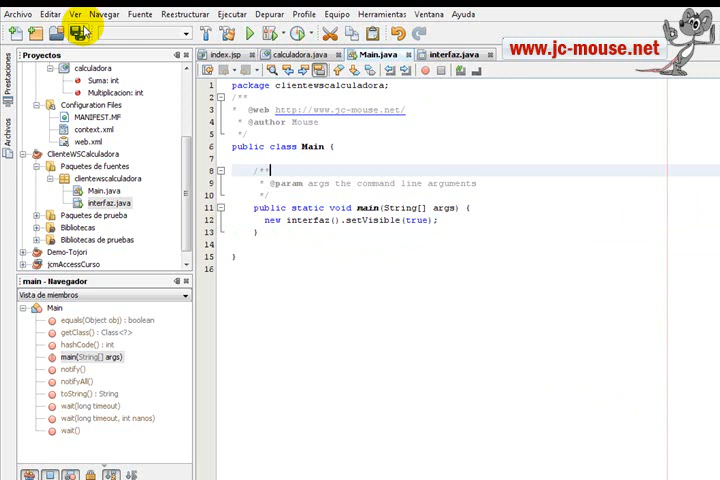 Archivo Editar Ver Navegar Fuente Reestructurar Ejecutar Depurar Profile Equipo Herramientas Ventana Ayuda
Proyectos
index.jsp calculadora.java Main.java interfaz.java
www.jc-mouse.net
Prestaciones
Archivos
calculadora
Suma: int
Multiplicacion: int
Configuration Files
MANIFEST.MF
context.xml
web.xml
ClienteWSCalculadora
Paquetes de fuentes
clientewscalculadora
Main.java
interfaz.java
Paquetes de prueba
Bibliotecas
Bibliotecas de pruebas
Demo-Tojori
jcmAccessCurso
1 package clientewscalculadora;
2 /**
3 * @web http://www.jc-mouse.net/
4 * @author Mouse
5 */
6 public class Main {
7
8 /**
9 * @param args the command line arguments
10 */
11 public static void main(String[] args) {
12 new interfaz().setVisible(true);
13 }
14
15 }
16
main - Navegador
Vista de miembros
Main
equals(Object obj) : boolean
getClass() : Class<?>
hashCode() : int
main(String[] args)
notify()
notifyAll()
toString() : String
wait(long timeout)
wait(long timeout, int nanos)
wait()